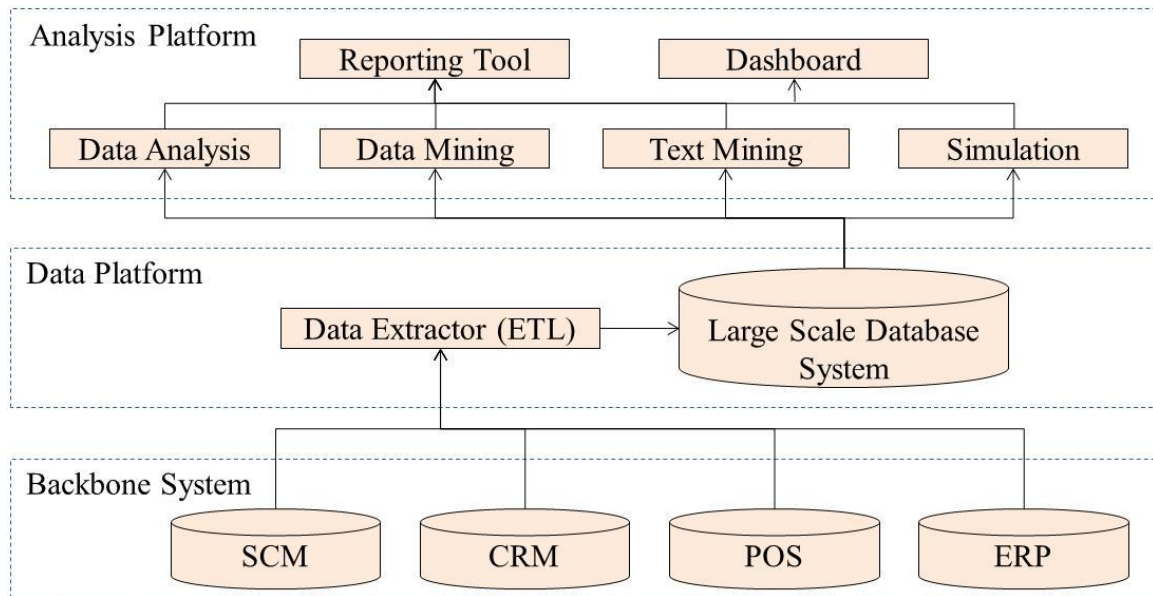 Analysis Platform
Reporting Tool
Dashboard
Data Analysis
Data Mining
Text Mining
Simulation
Data Platform
Data Extractor (ETL)
Large Scale Database
System
Backbone System
SCM
CRM
POS
ERP